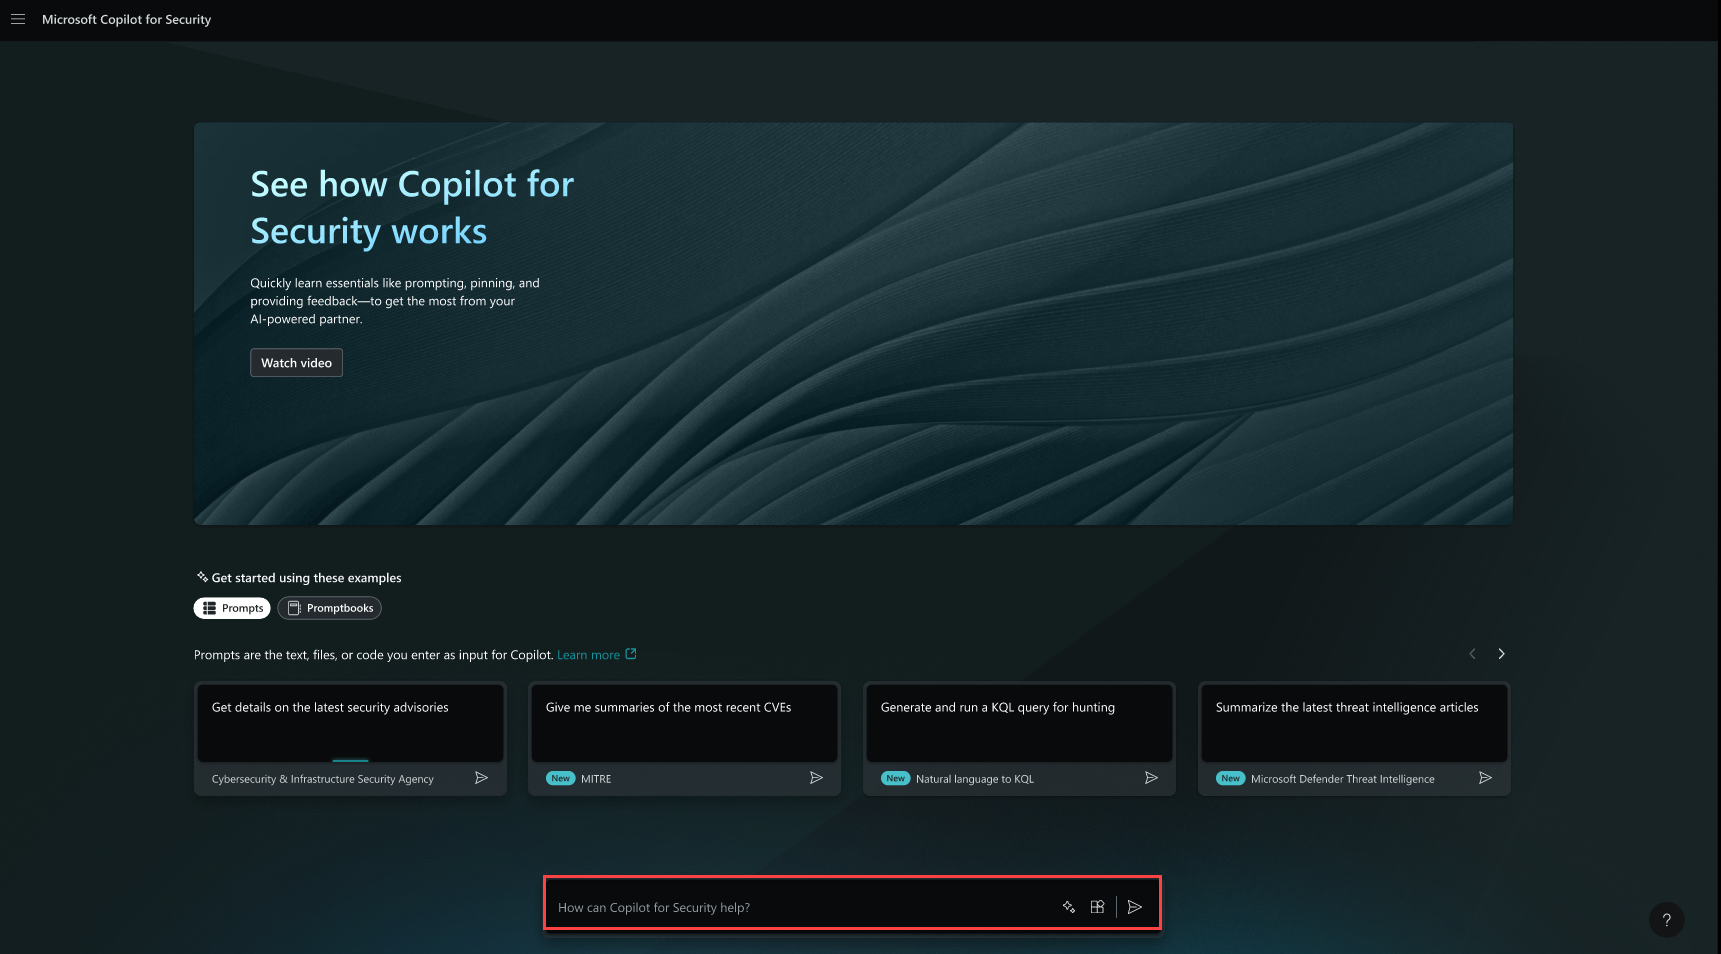 Microsoft Copilot for Security
See how Copilot for
Security works
Quickly learn essentials like prompting, pinning, and
providing feedback—to get the most from your
AI-powered partner.
Watch video
Get started using these examples
Prompts
Promptbooks
Prompts are the text, files, or code you enter as input for Copilot. Learn more
Get details on the latest security advisories
Cybersecurity & Infrastructure Security Agency
Give me summaries of the most recent CVEs
New MITRE
Generate and run a KQL query for hunting
New Natural language to KQL
Summarize the latest threat intelligence articles
New Microsoft Defender Threat Intelligence
How can Copilot for Security help?
?